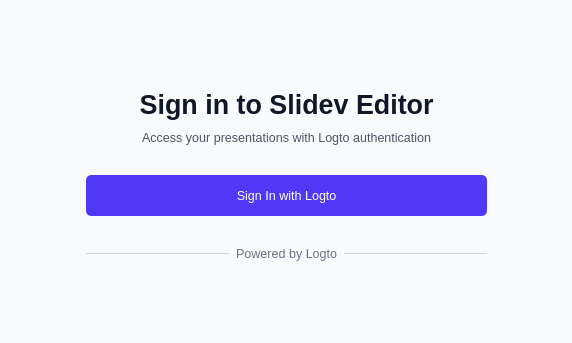 Sign in to Slidev Editor
Access your presentations with Logto authentication
Sign In with Logto
Powered by Logto